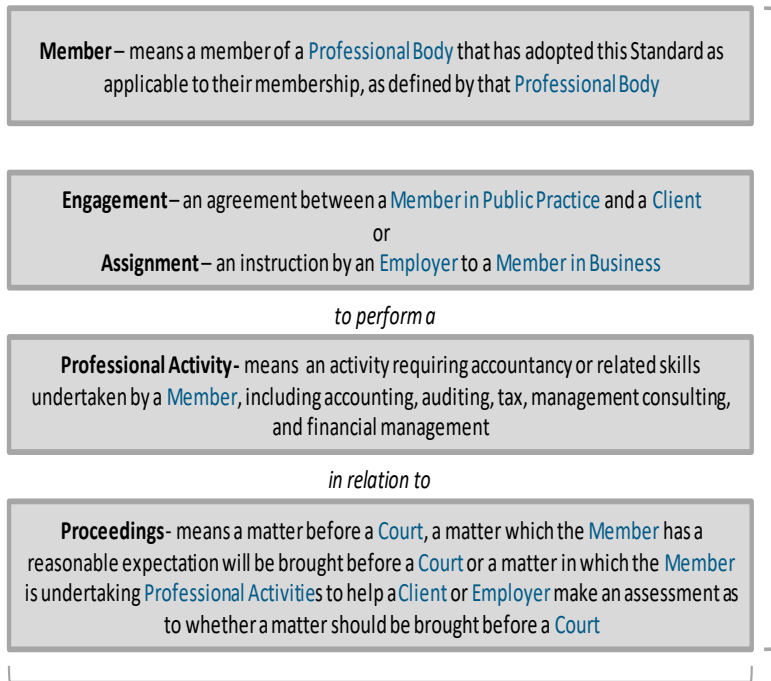 Member – means a member of a Professional Body that has adopted this Standard as
applicable to their membership, as defined by that Professional Body
Engagement – an agreement between a Member in Public Practice and a Client
or
Assignment – an instruction by an Employer to a Member in Business
to perform a
Professional Activity- means an activity requiring accountancy or related skills
undertaken by a Member, including accounting, auditing, tax, management consulting,
and financial management
in relation to
Proceedings- means a matter before a Court, a matter which the Member has a
reasonable expectation will be brought before a Court or a matter in which the Member
is undertaking Professional Activities to help a Client or Employer make an assessment as
to whether a matter should be brought before a Court